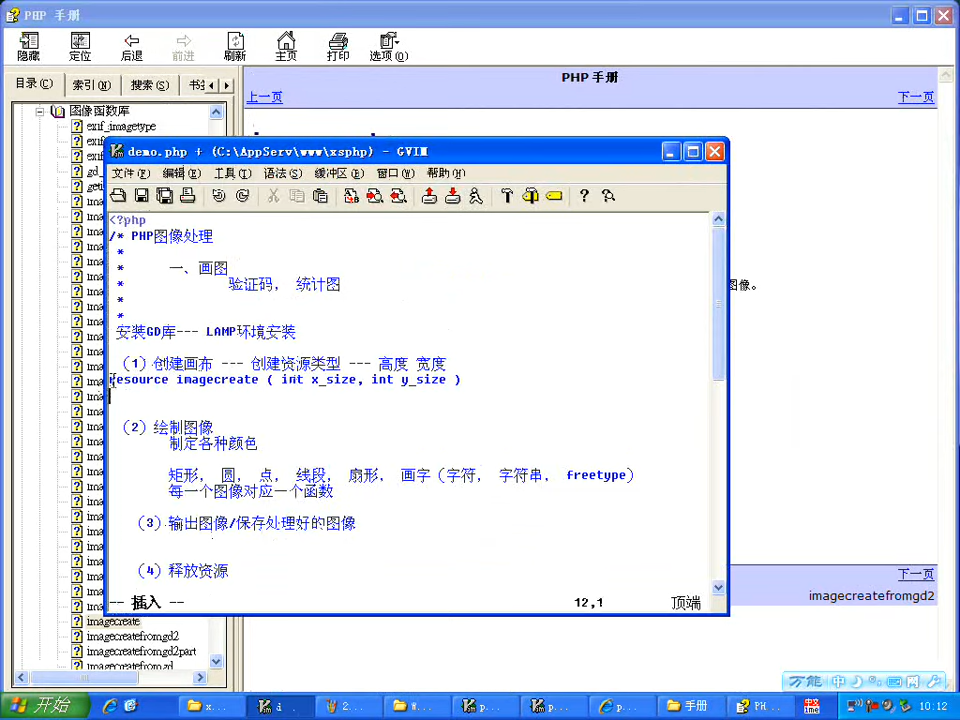 PHP 手册
隐藏 定位 后退 前进 刷新 主页 打印 选项(O)
目录(C) 索引(N) 搜索(S)
PHP 手册
上一页 下一页
图像函数库
exif_imagetype
demo.php + (C:\AppServ\www\xsphp) - GVIM
文件(F) 编辑(E) 工具(T) 语法(S) 缓冲区(B) 窗口(W) 帮助(H)
<?php
/* PHP图像处理
*
* 一、画图
* 验证码, 统计图
*
*
安装GD库--- LAMP环境安装
(1)创建画布 --- 创建资源类型 --- 高度 宽度
resource imagecreate ( int x_size, int y_size )
(2)绘制图像
制定各种颜色
矩形, 圆, 点, 线段, 扇形, 画字(字符, 字符串, freetype)
每一个图像对应一个函数
(3)输出图像/保存处理好的图像
(4)释放资源
-- 插入 -- 12,1 顶端
图像。
下一页
imagecreatefromgd2
imagecreate
imagecreatefromgd2
imagecreatefromgd2part
imagecreatefromgd
万能 中
开始 x... d 2... W... p... p... p... 手册 PH... 10:12